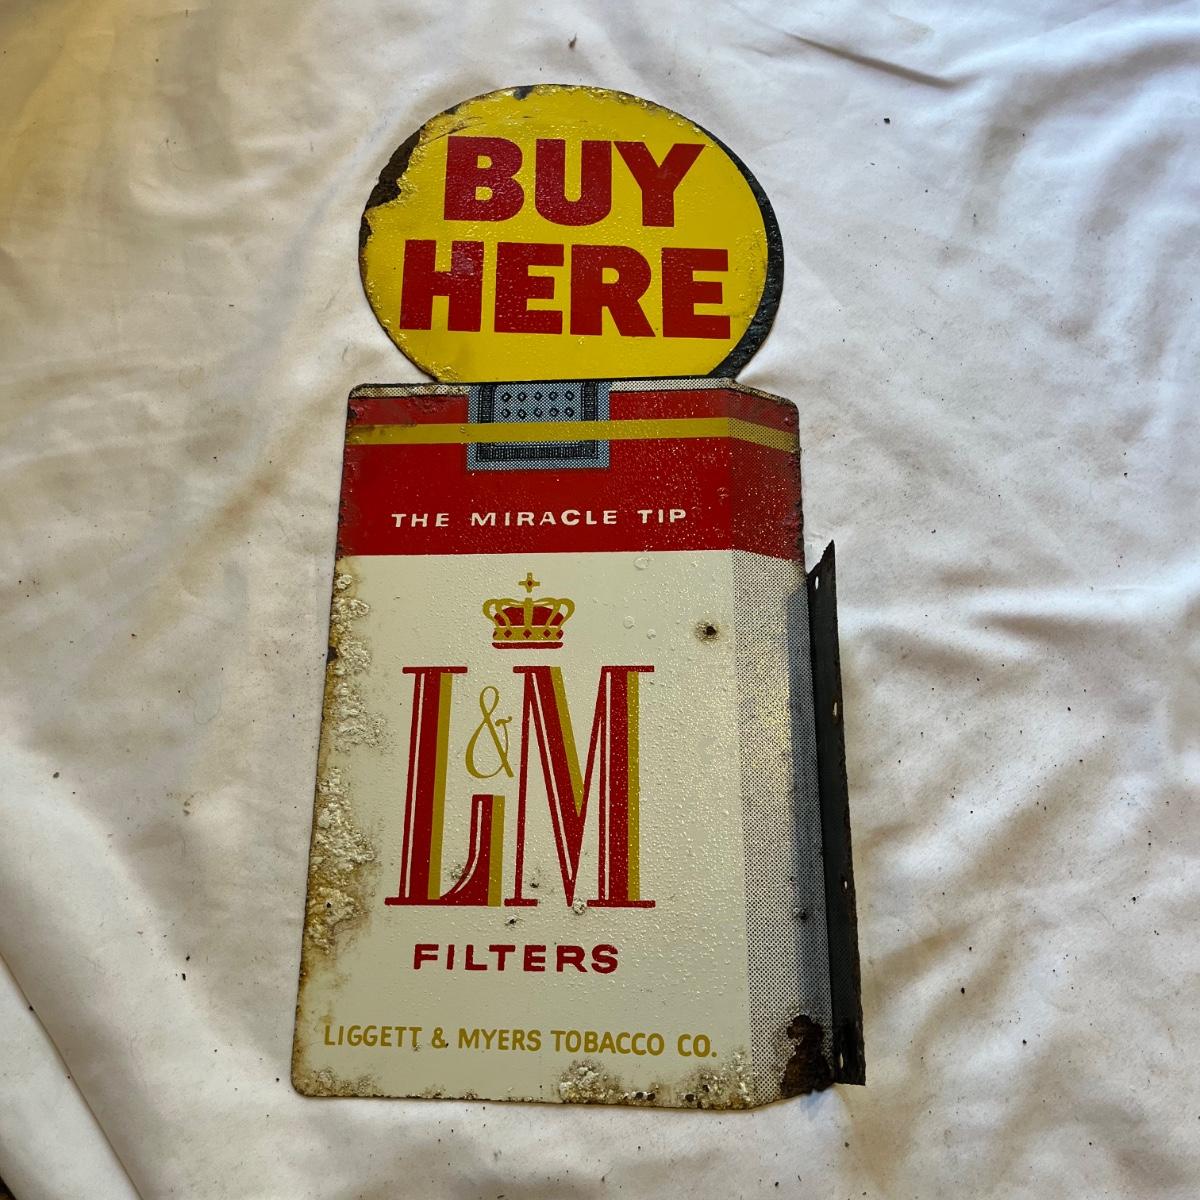 BUY
HERE
THE MIRACLE TIP
L&M
FILTERS
LIGGETT & MYERS TOBACCO CO.